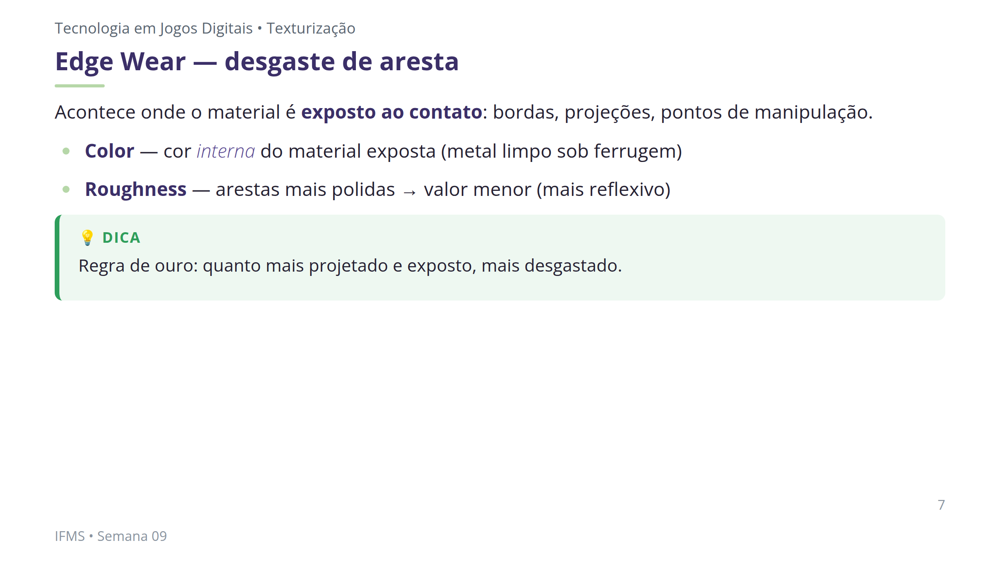 Tecnologia em Jogos Digitais • Texturização
Edge Wear — desgaste de aresta
Acontece onde o material é exposto ao contato: bordas, projeções, pontos de manipulação.
• Color — cor interna do material exposta (metal limpo sob ferrugem)
• Roughness — arestas mais polidas → valor menor (mais reflexivo)
💡 DICA
Regra de ouro: quanto mais projetado e exposto, mais desgastado.
7
IFMS • Semana 09